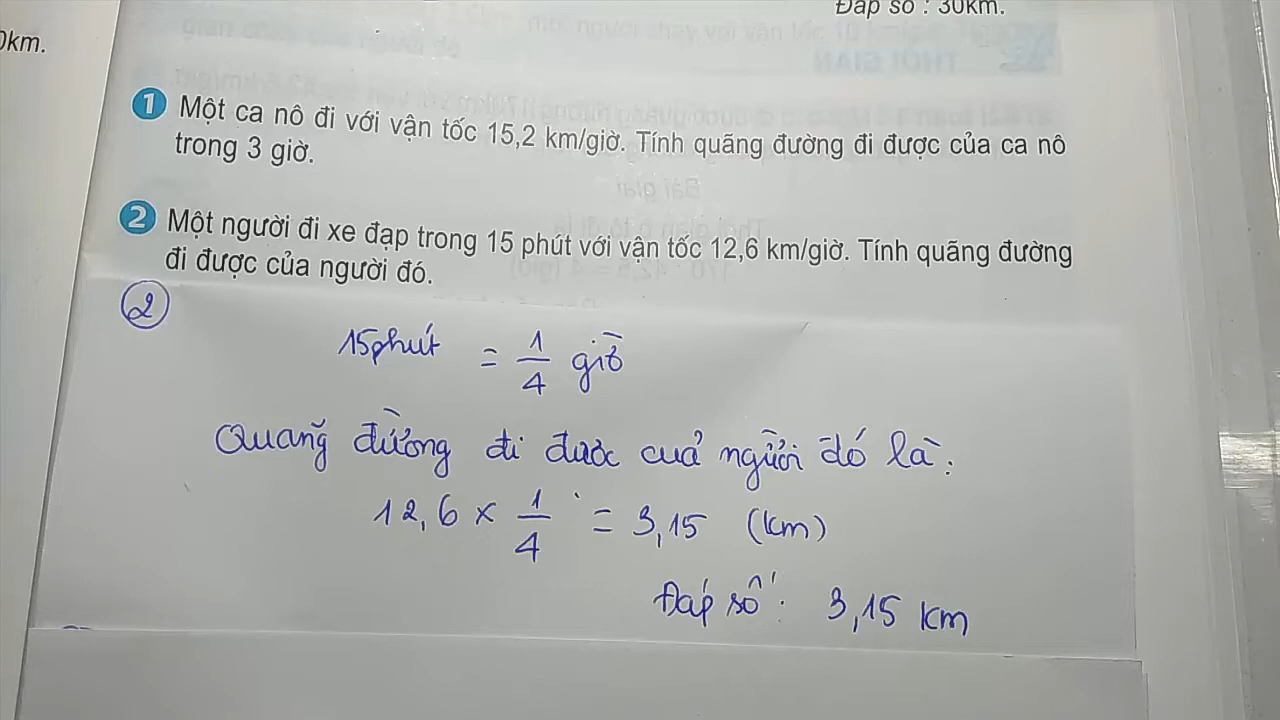 Đáp số : 30km.
0km.
1 Một ca nô đi với vận tốc 15,2 km/giờ. Tính quãng đường đi được của ca nô
trong 3 giờ.
2 Một người đi xe đạp trong 15 phút với vận tốc 12,6 km/giờ. Tính quãng đường
đi được của người đó.
2
15phút = 1/4 giờ
Quãng đường đi được của người đó là:
12,6 x 1/4 = 3,15 (km)
Đáp số: 3,15 km